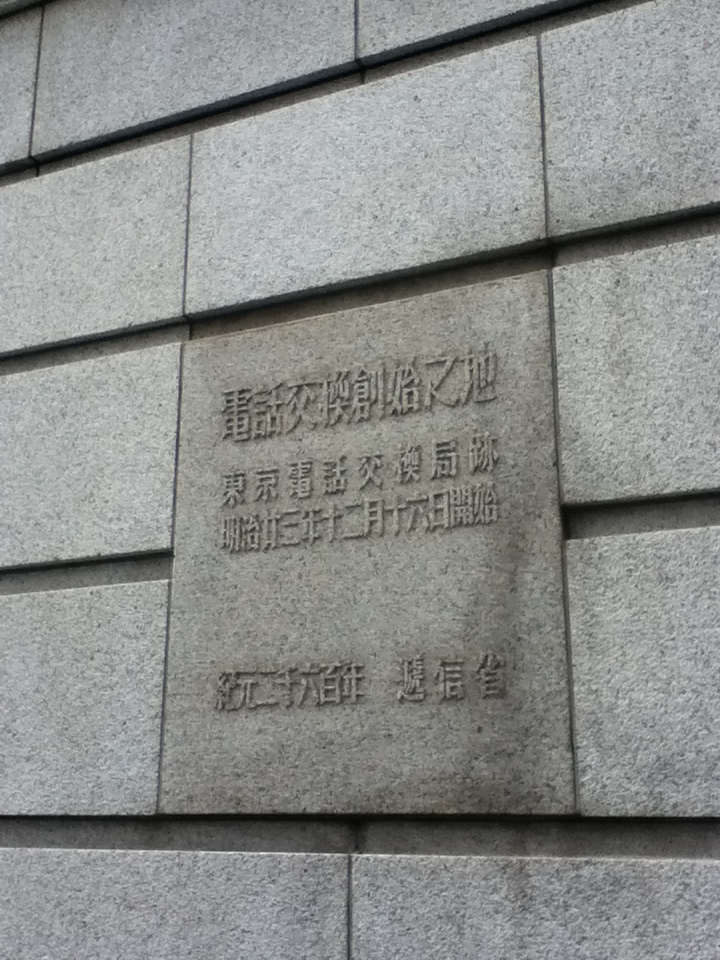 電話交換創始之地
東京電話交換局跡
明治廿三年十二月十六日開始
紀元二千六百年 遞信省